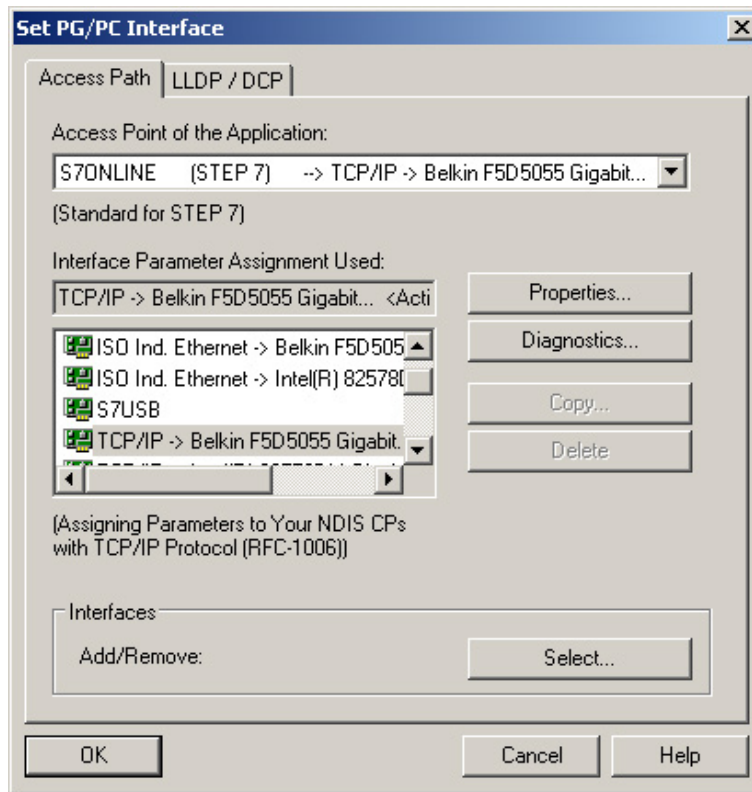 Set PG/PC Interface
Access Path
LLDP / DCP
Access Point of the Application:
S7ONLINE (STEP 7) --> TCP/IP -> Belkin F5D5055 Gigabit...
(Standard for STEP 7)
Interface Parameter Assignment Used:
TCP/IP -> Belkin F5D5055 Gigabit... <Acti
Properties...
Diagnostics...
Copy...
Delete
ISO Ind. Ethernet -> Belkin F5D505
ISO Ind. Ethernet -> Intel(R) 82578D
S7USB
TCP/IP -> Belkin F5D5055 Gigabit.
(Assigning Parameters to Your NDIS CPs
with TCP/IP Protocol (RFC-1006))
Interfaces
Add/Remove:
Select...
OK
Cancel
Help